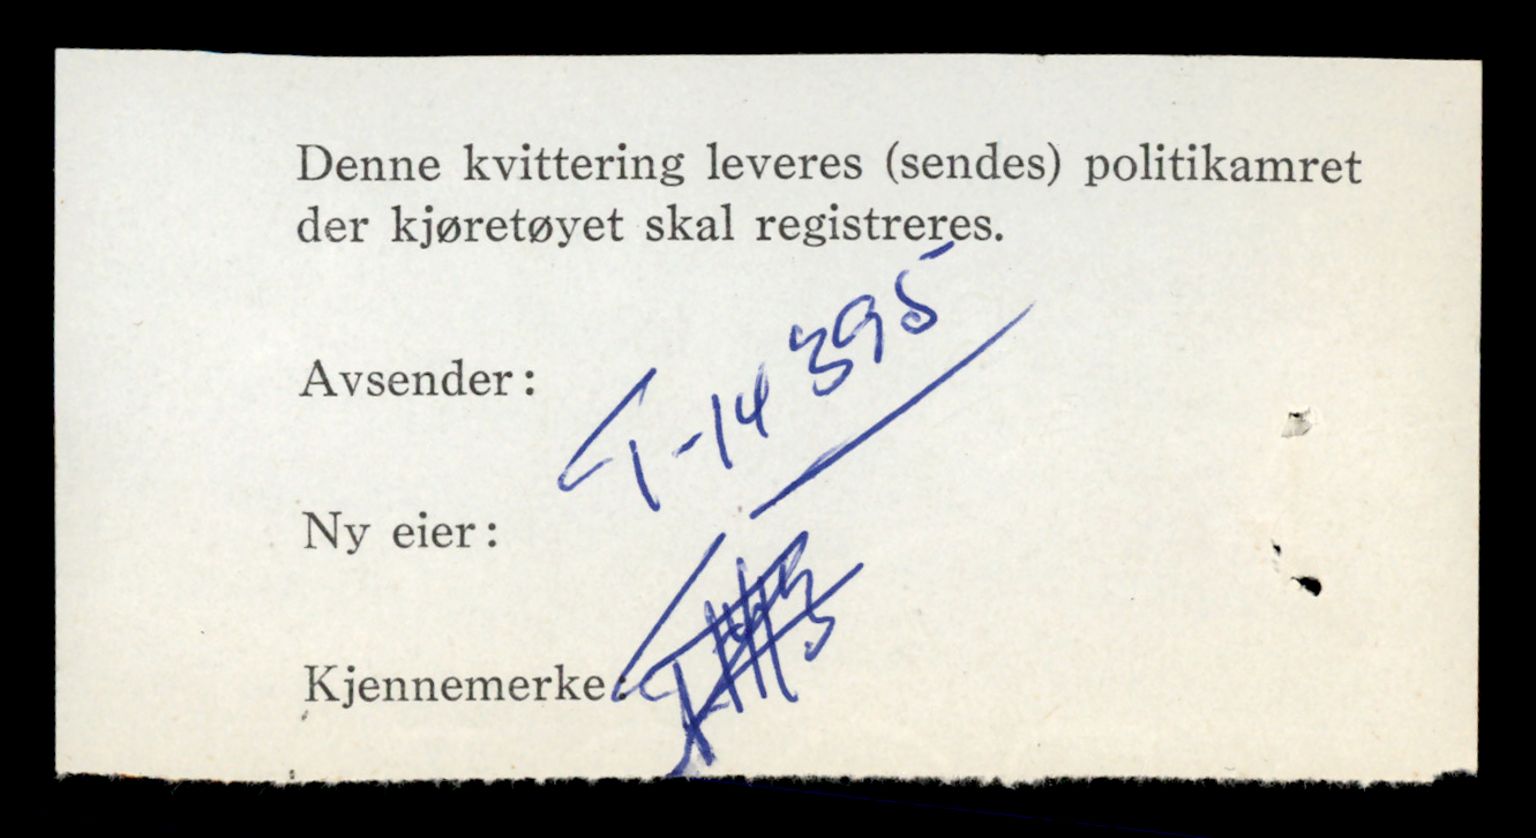 Denne kvittering leveres (sendes) politikamret
der kjøretøyet skal registreres.
Avsender:
T-14395
Ny eier:
Kjennemerke: